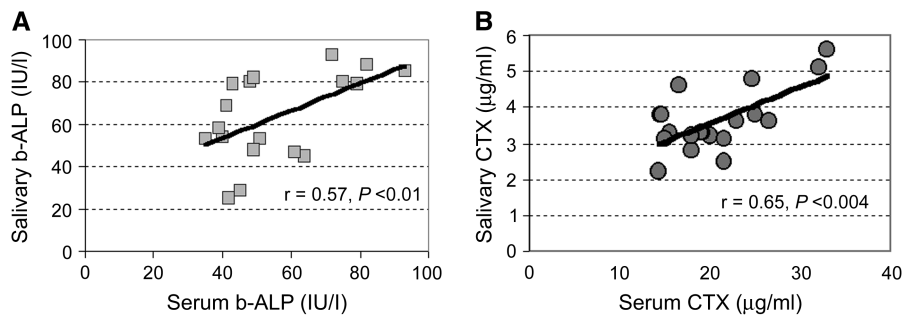 A
Salivary b-ALP (IU/l)
100
80
60
40
20
0
0 20 40 60 80 100
Serum b-ALP (IU/l)
r = 0.57, P <0.01
B
Salivary CTX (μg/ml)
6
5
4
3
2
1
0
0 10 20 30 40
Serum CTX (μg/ml)
r = 0.65, P <0.004